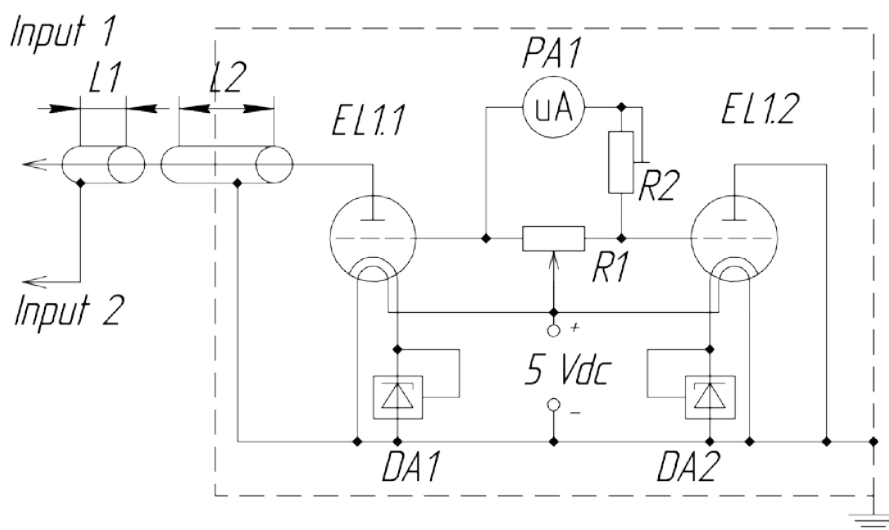 Input 1
L1
L2
PA1
uA
EL1.1
EL1.2
R2
R1
Input 2
+
5 Vdc
-
DA1
DA2